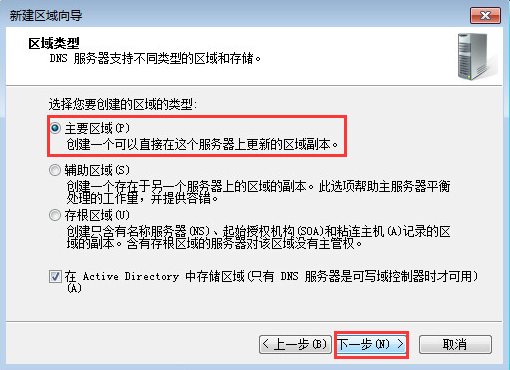 新建区域向导
区域类型
DNS 服务器支持不同类型的区域和存储。
选择您要创建的区域的类型:
主要区域(P)
创建一个可以直接在这个服务器上更新的区域副本。
辅助区域(S)
创建一个存在于另一个服务器上的区域的副本。此选项帮助主服务器平衡
处理的工作量，并提供容错。
存根区域(U)
创建只含有名称服务器(NS)、起始授权机构(SOA)和粘连主机(A)记录的区
域的副本。含有存根区域的服务器对该区域没有主管权。
在 Active Directory 中存储区域(只有 DNS 服务器是可写域控制器时才可用)
(A)
< 上一步(B) 下一步(N) > 取消